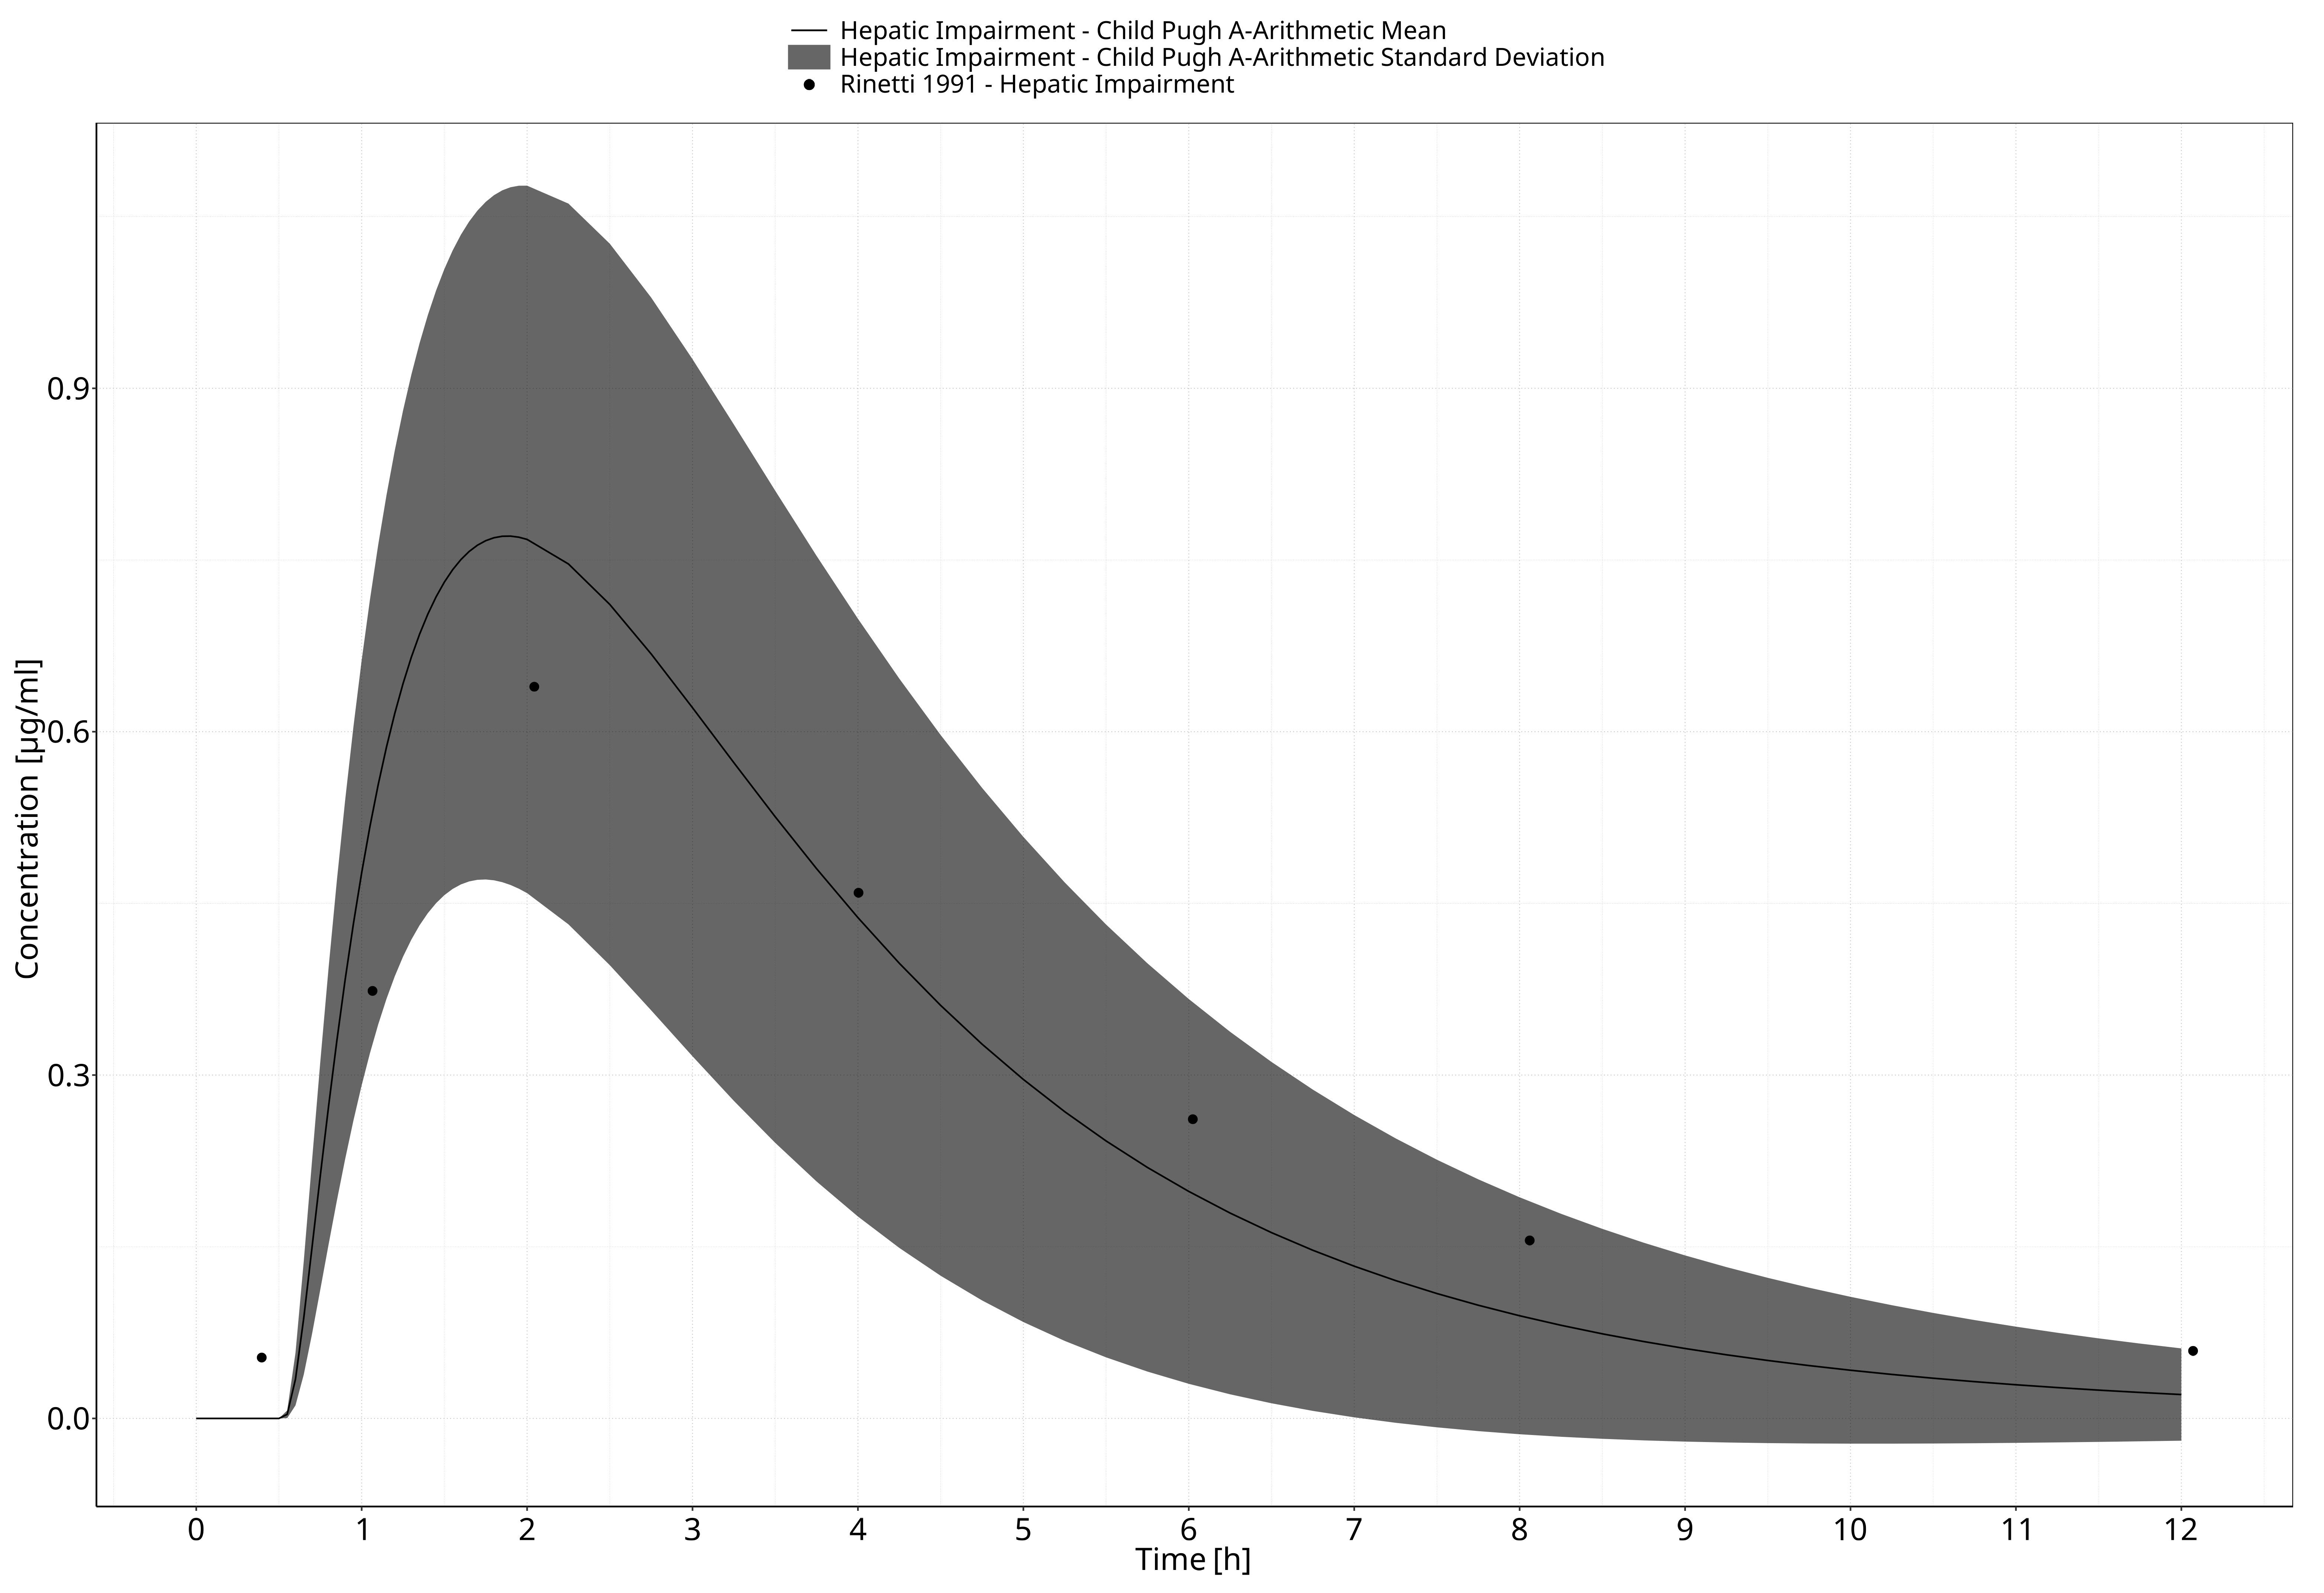 Hepatic Impairment - Child Pugh A-Arithmetic Mean
Hepatic Impairment - Child Pugh A-Arithmetic Standard Deviation
Rinetti 1991 - Hepatic Impairment
Concentration [µg/ml]
0.9
0.6
0.3
0.0
0 1 2 3 4 5 6 7 8 9 10 11 12
Time [h]